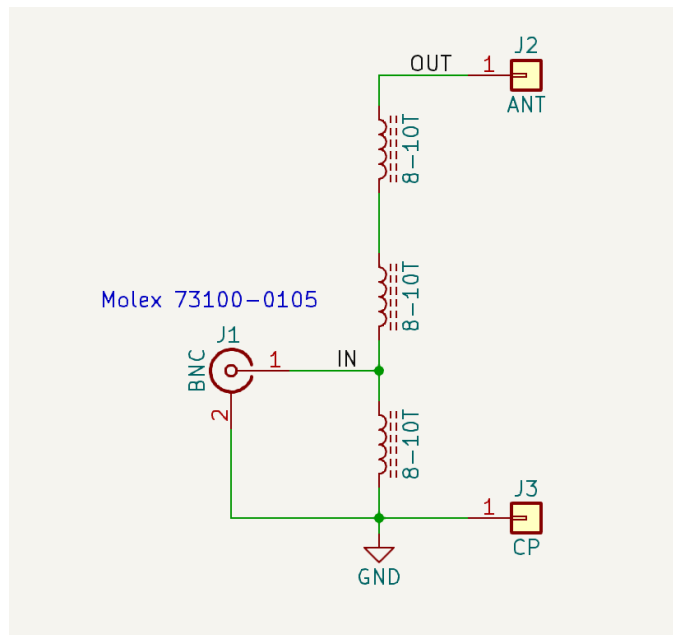 J2
OUT
1
ANT
8-10T
8-10T
Molex 73100-0105
J1
BNC
1
IN
2
8-10T
J3
1
CP
GND